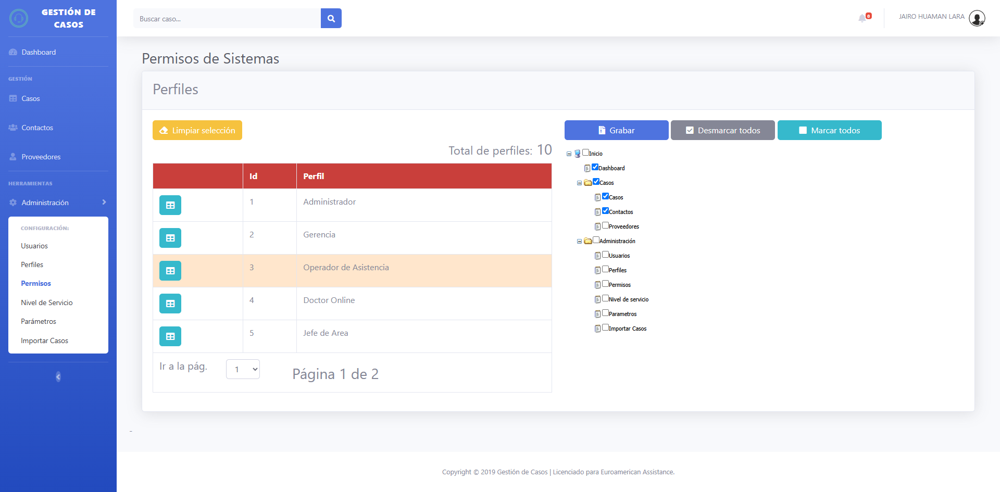 GESTIÓN DE
CASOS
Buscar caso...
0
JAIRO HUAMAN LARA
Dashboard
GESTIÓN
Casos
Contactos
Proveedores
HERRAMIENTAS
Administración
CONFIGURACIÓN:
Usuarios
Perfiles
Permisos
Nivel de Servicio
Parámetros
Importar Casos
Permisos de Sistemas
Perfiles
Limpiar selección
Total de perfiles: 10
Id Perfil
1 Administrador
2 Gerencia
3 Operador de Asistencia
4 Doctor Online
5 Jefe de Area
Ir a la pág. 1 Página 1 de 2
Grabar Desmarcar todos Marcar todos
Inicio
Dashboard
Casos
Casos
Contactos
Proveedores
Administración
Usuarios
Perfiles
Permisos
Nivel de servicio
Parametros
Importar Casos
-
Copyright © 2019 Gestión de Casos | Licenciado para Euroamerican Assistance.